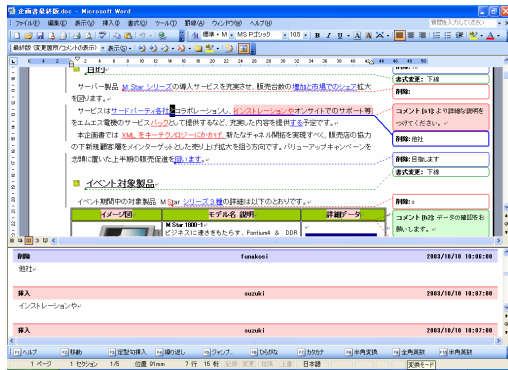 企画書最終版.doc - Microsoft Word
ファイル(F) 編集(E) 表示(V) 挿入(I) 書式(O) ツール(T) 罫線(A) ウィンドウ(W) ヘルプ(H)
質問を入力してください
標準 + M MS Pゴシック 10.5 B I U A A
最終版 (変更箇所/コメントの表示) 表示(S)
目的
サーバー製品 M Star シリーズの導入サービスを充実させ、販売台数の増加と市場でのシェア拡大
を図ります。
サービスはサードパーティ各社とコラボレーションし、インストレーションやオンサイトでのサポート等
をエムエス電機のサービスパックとして提供するなど、充実した内容を提供する予定です。
本企画書では XML をキーテクノロジーにかかげ、新たなチャネル開拓を実現すべく、販売店の協力
の下新規顧客層をメインターゲットとした売り上げ拡大を狙う方向です。バリューアップキャンペーンを
念頭に置いた上半期の販売促進を狙います。
イベント対象製品
イベント期間中の対象製品 M Star シリーズ 3 種の詳細は以下のとおりです。
イメージ図 モデル名 説明 詳細データ
M Star 1800-1
ビジネスに速さをもたらす、Pentium4 & DDR
書式変更: 下線
削除:
コメント [s1]: より詳細な説明を
つけてください。
削除: 他社
削除: 目指します
書式変更: 下線
削除: s
コメント [h2]: データの確認をお
願いします。
削除 funakosi 2003/10/10 10:06:00
他社
挿入 suzuki 2003/10/10 10:07:00
インストレーションや
挿入 suzuki 2003/10/10 10:07:00
ヘルプ 移動 定型句挿入 繰り返し ジャンプ.. ひらがな カタカナ 半角変換 全角英数 半角英数
1 ページ 1 セクション 1/5 位置 91mm 7 行 15 桁 記録 変更 拡張 上書 日本語
変換モード